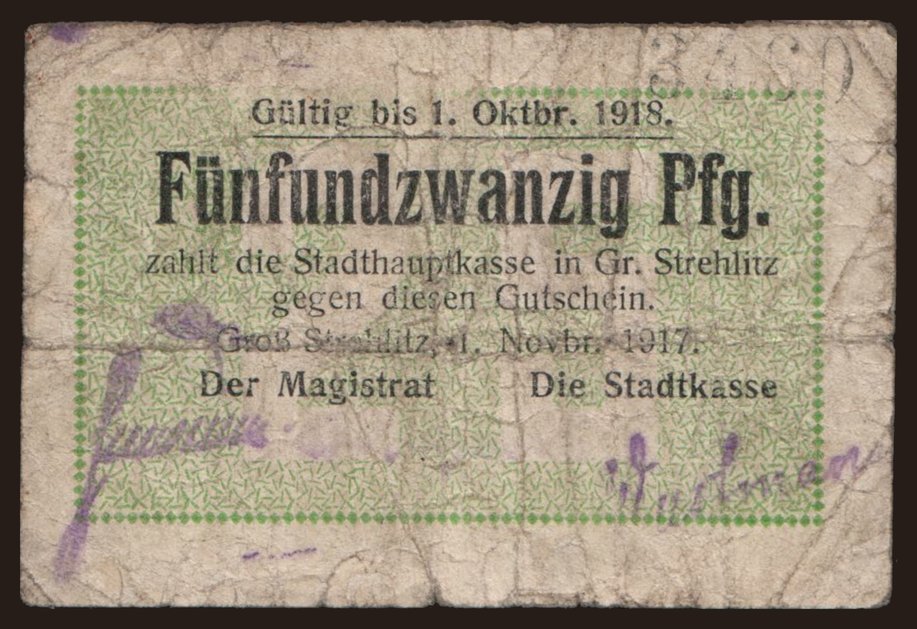 3430
Gültig bis 1. Oktbr. 1918.
Fünfundzwanzig Pfg.
zahlt die Stadthauptkasse in Gr. Strehlitz
gegen diesen Gutschein.
Groß Strehlitz, 1. Novbr. 1917.
Der Magistrat Die Stadtkasse